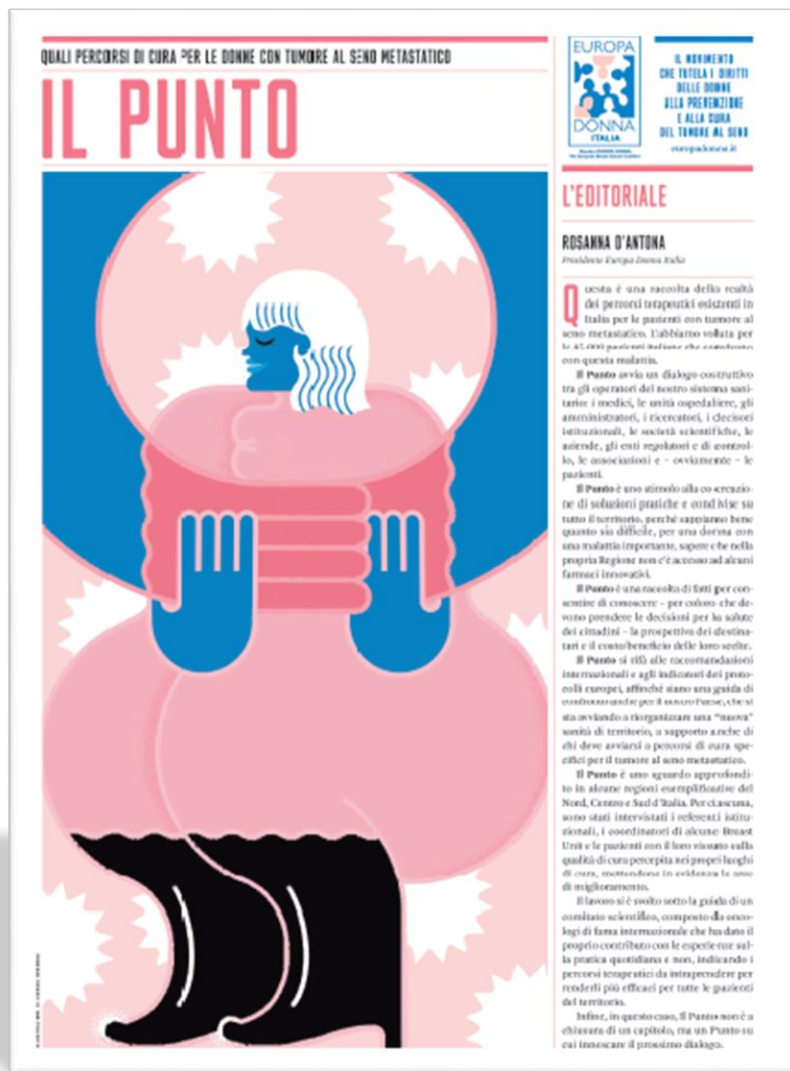 QUALI PERCORSI DI CURA PER LE DONNE CON TUMORE AL SENO METASTATICO
IL PUNTO
EUROPA
DONNA
ITALIA
IL MOVIMENTO
CHE TUTELA I DIRITTI
DELLE DONNE
ALLA PREVENZIONE
E ALLA CURA
DEL TUMORE AL SENO
europadonna.it
L'EDITORIALE
ROSANNA D'ANTONA
Presidente Europa Donna Italia
Questa è una raccolta della realtà
dei percorsi terapeutici esistenti in
Italia per le pazienti con tumore al
seno metastatico. L'abbiamo voluta per
le 45.000 pazienti italiane che
con questa malattia.
Il Punto avvia un dialogo costruttivo
tra gli operatori del nostro sistema sani-
tario: i medici, le unità ospedaliere, gli
amministratori, i ricercatori, i decisori
istituzionali, le società scientifiche, le
aziende, gli enti regolatori e di control-
lo, le associazioni e – ovviamente – le
pazienti.
Il Punto è uno stimolo alla co-creazio-
ne di soluzioni pratiche e condivise su
tutto il territorio, perché sappiamo bene
quanto sia difficile, per una donna con
una malattia importante, sapere che nella
propria Regione non c'è accesso ad alcuni
farmaci innovativi.
Il Punto è una raccolta di fatti per con-
sentire di conoscere – per coloro che de-
vono prendere le decisioni per la salute
dei cittadini – la prospettiva dei destina-
tari e il costo/beneficio delle loro scelte.
Il Punto si rifà alle raccomandazioni
internazionali e agli indicatori dei proto-
colli europei, affinché siano una guida di
confronto anche per il nostro Paese, che si
sta avviando a riorganizzare una "nuova"
sanità di territorio, a supporto anche di
chi deve avviarsi a percorsi di cura spe-
cifici per il tumore al seno metastatico.
Il Punto è uno sguardo approfondi-
to in alcune regioni esemplificative del
Nord, Centro e Sud d'Italia. Per ciascuna,
sono stati intervistati i referenti istitu-
zionali, i coordinatori di alcune Breast
Unit e le pazienti con il loro vissuto sulla
qualità di cura percepita nei propri luoghi
di cura, mettendone in evidenza le aree
di miglioramento.
Il lavoro si è svolto sotto la guida di un
comitato scientifico, composto da onco-
logi di fama internazionale che ha dato il
proprio contributo con le esperienze sul-
la pratica quotidiana e non, indicando i
percorsi terapeutici da intraprendere per
renderli più efficaci per tutte le pazienti
del territorio.
Infine, in questo caso, Il Punto non è a
chiusura di un capitolo, ma un Punto su
cui innescare il prossimo dialogo.